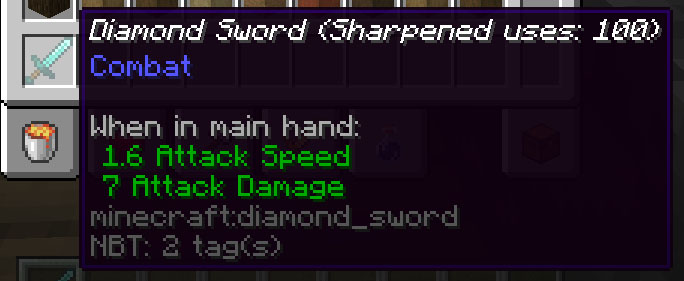 Diamond Sword (Sharpened uses: 100)
Combat
When in main hand:
1.6 Attack Speed
7 Attack Damage
minecraft:diamond_sword
NBT: 2 tag(s)